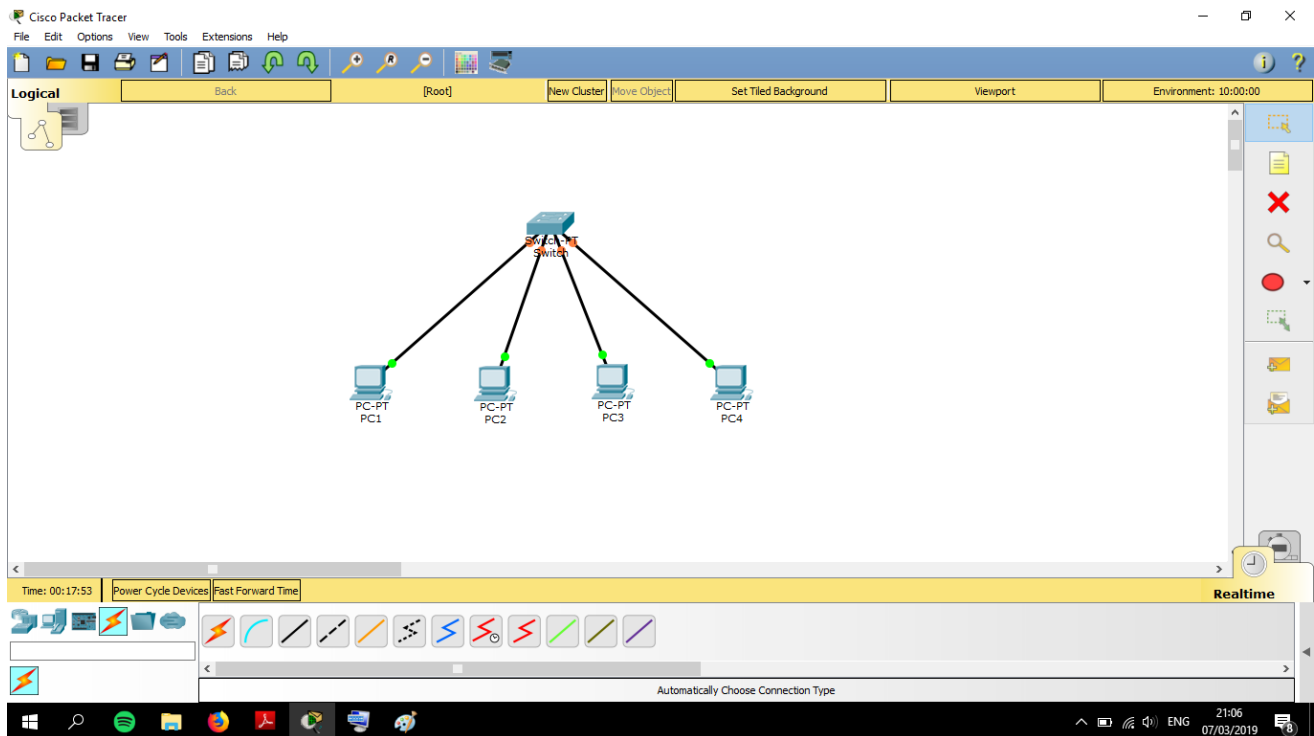 Cisco Packet Tracer
File Edit Options View Tools Extensions Help
Logical Back [Root] New Cluster Move Object Set Tiled Background Viewport Environment: 10:00:00
Switch-PT
Switch
PC-PT
PC1
PC-PT
PC2
PC-PT
PC3
PC-PT
PC4
Time: 00:17:53 Power Cycle Devices Fast Forward Time Realtime
Automatically Choose Connection Type
ENG 21:06
07/03/2019
8